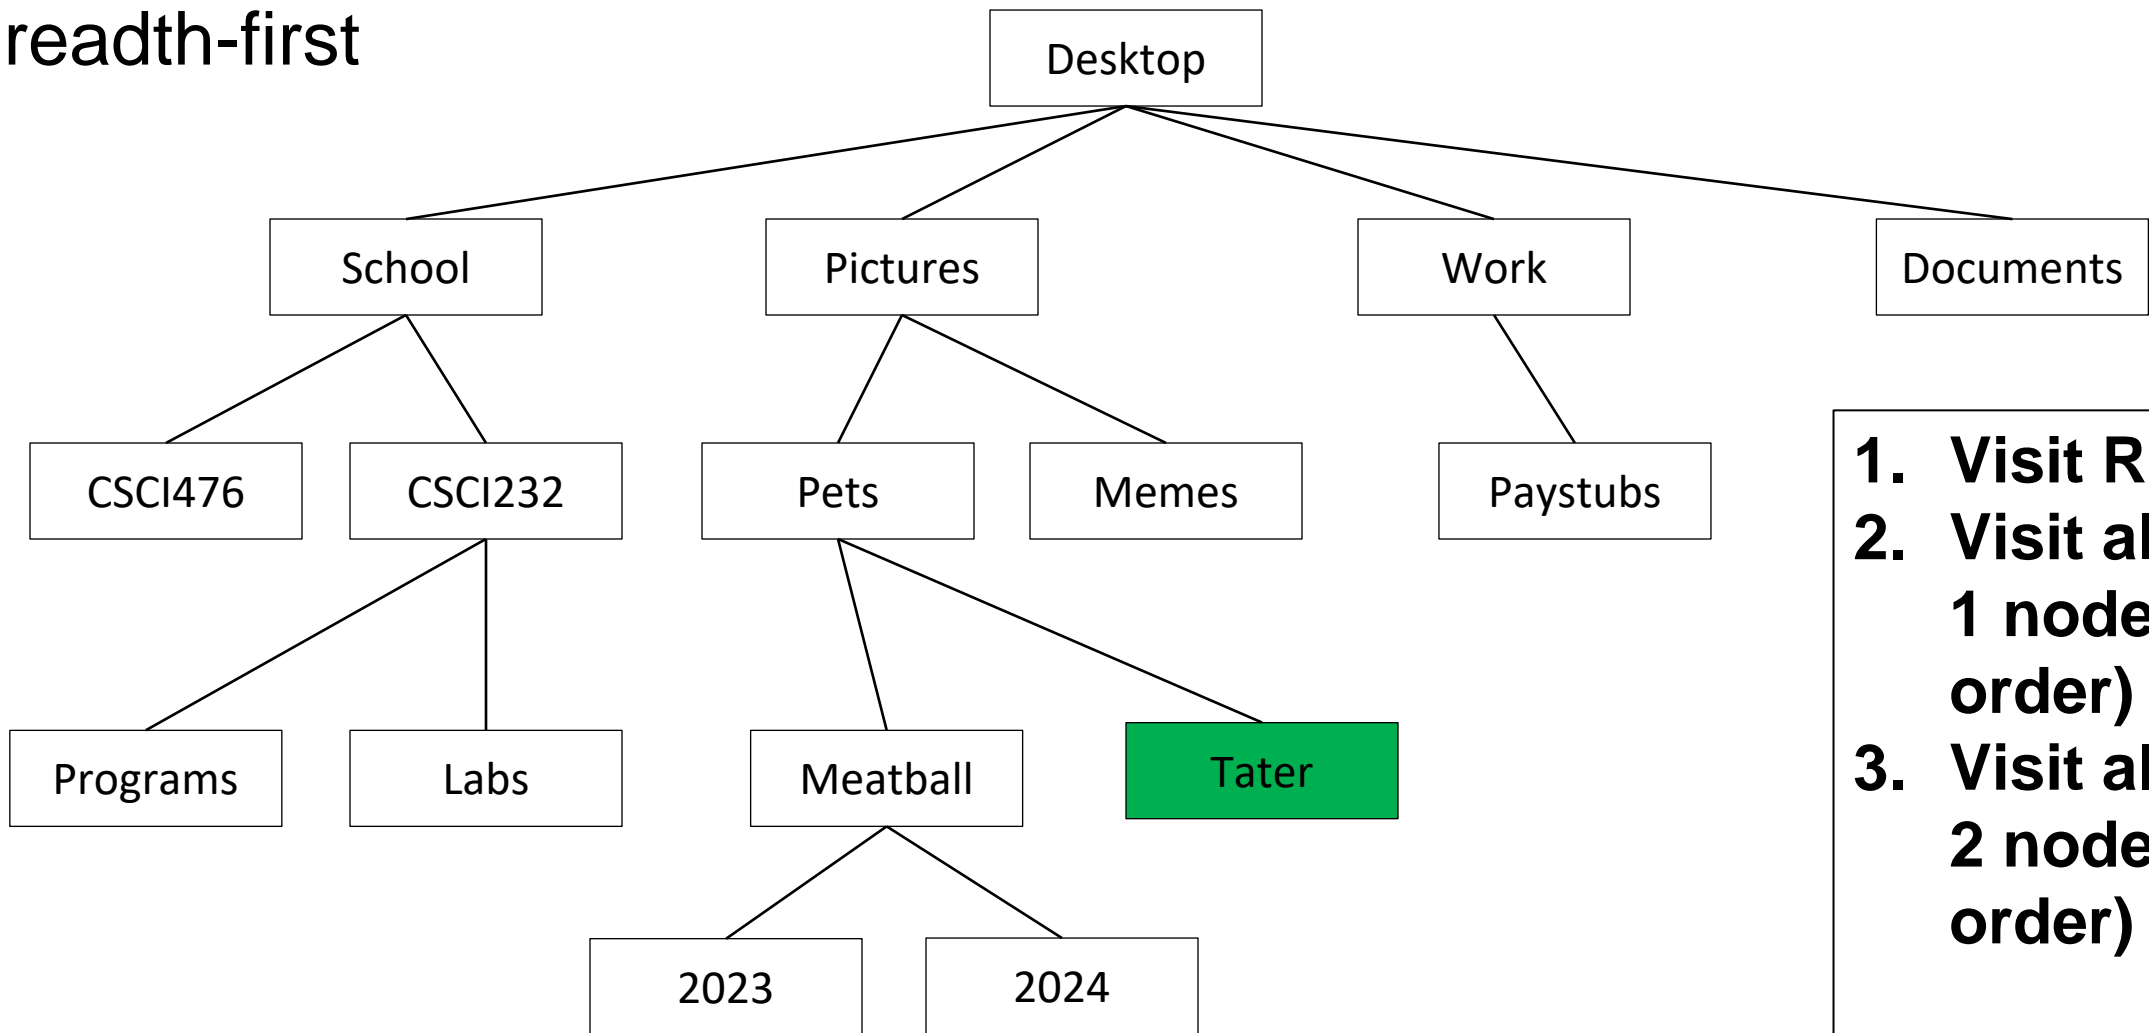 readth-first
Desktop
School
Pictures
Work
Documents
CSCI476
CSCI232
Pets
Memes
Paystubs
1. Visit R
2. Visit al
1 node
order)
3. Visit al
2 node
order)
Programs
Labs
Meatball
Tater
2023
2024